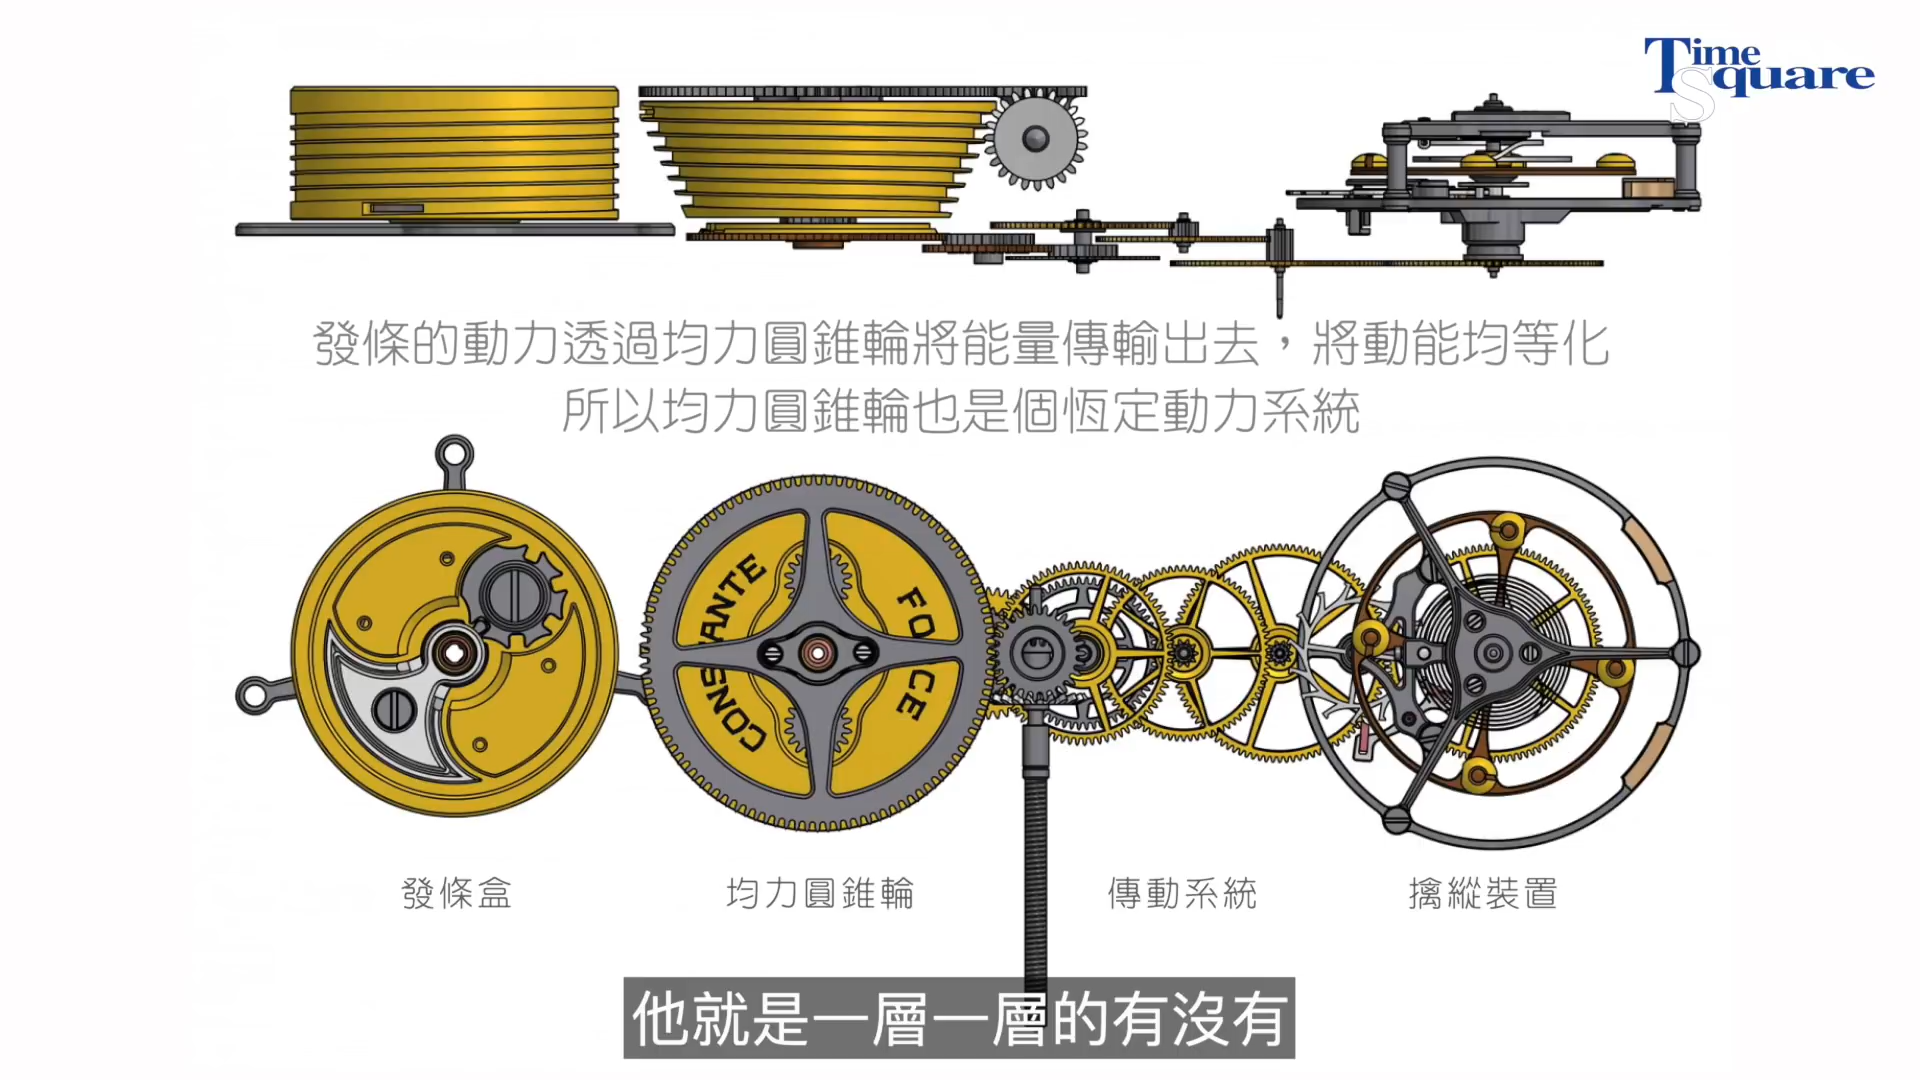 Time
Square
發條的動力透過均力圓錐輪將能量傳輸出去，將動能均等化
所以均力圓錐輪也是個恆定動力系統
CONSTANTE
FORCE
發條盒
均力圓錐輪
傳動系統
擒縱裝置
他就是一層一層的有沒有